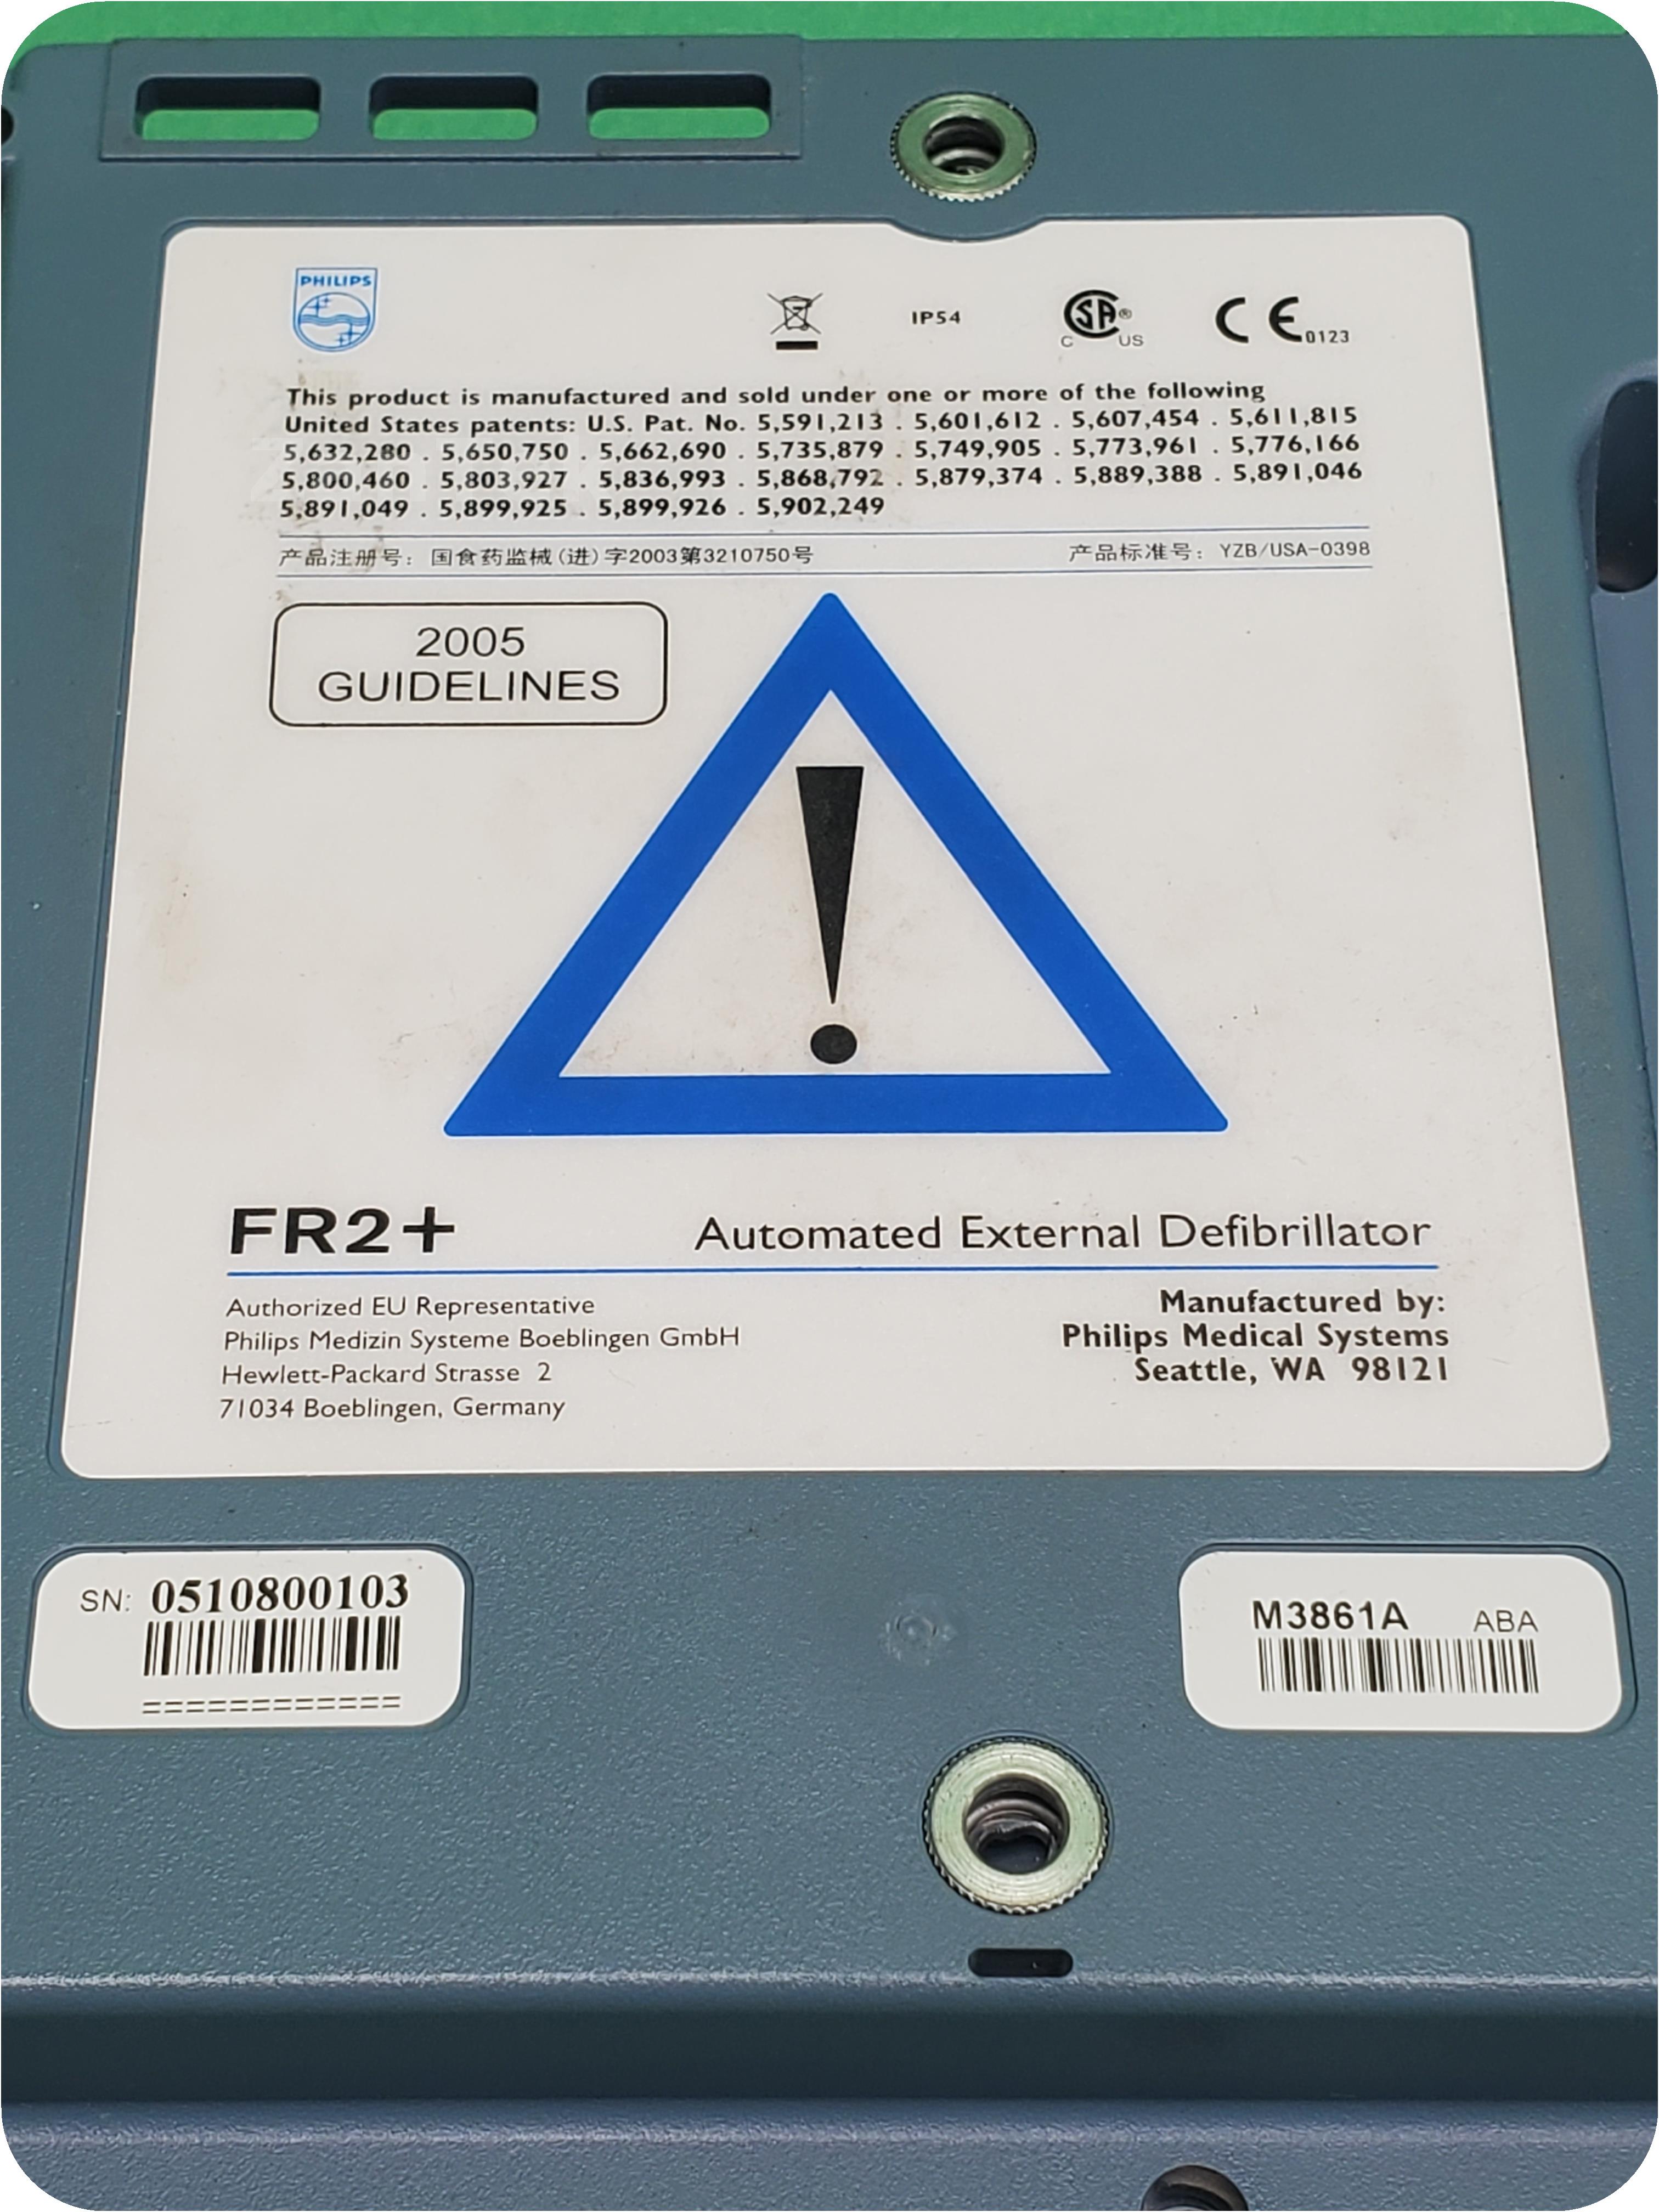 PHILIPS
IP54
CSA® C US
CE 0123
This product is manufactured and sold under one or more of the following
United States patents: U.S. Pat. No. 5,591,213 . 5,601,612 . 5,607,454 . 5,611,815
5,632,280 . 5,650,750 . 5,662,690 . 5,735,879 . 5,749,905 . 5,773,961 . 5,776,166
5,800,460 . 5,803,927 . 5,836,993 . 5,868,792 . 5,879,374 . 5,889,388 . 5,891,046
5,891,049 . 5,899,925 . 5,899,926 . 5,902,249
产品注册号：国食药监械(进)字2003第3210750号 产品标准号：YZB/USA-0398
2005
GUIDELINES
!
FR2+ Automated External Defibrillator
Authorized EU Representative
Philips Medizin Systeme Boeblingen GmbH
Hewlett-Packard Strasse 2
71034 Boeblingen, Germany
Manufactured by:
Philips Medical Systems
Seattle, WA 98121
SN: 0510800103
============
M3861A ABA